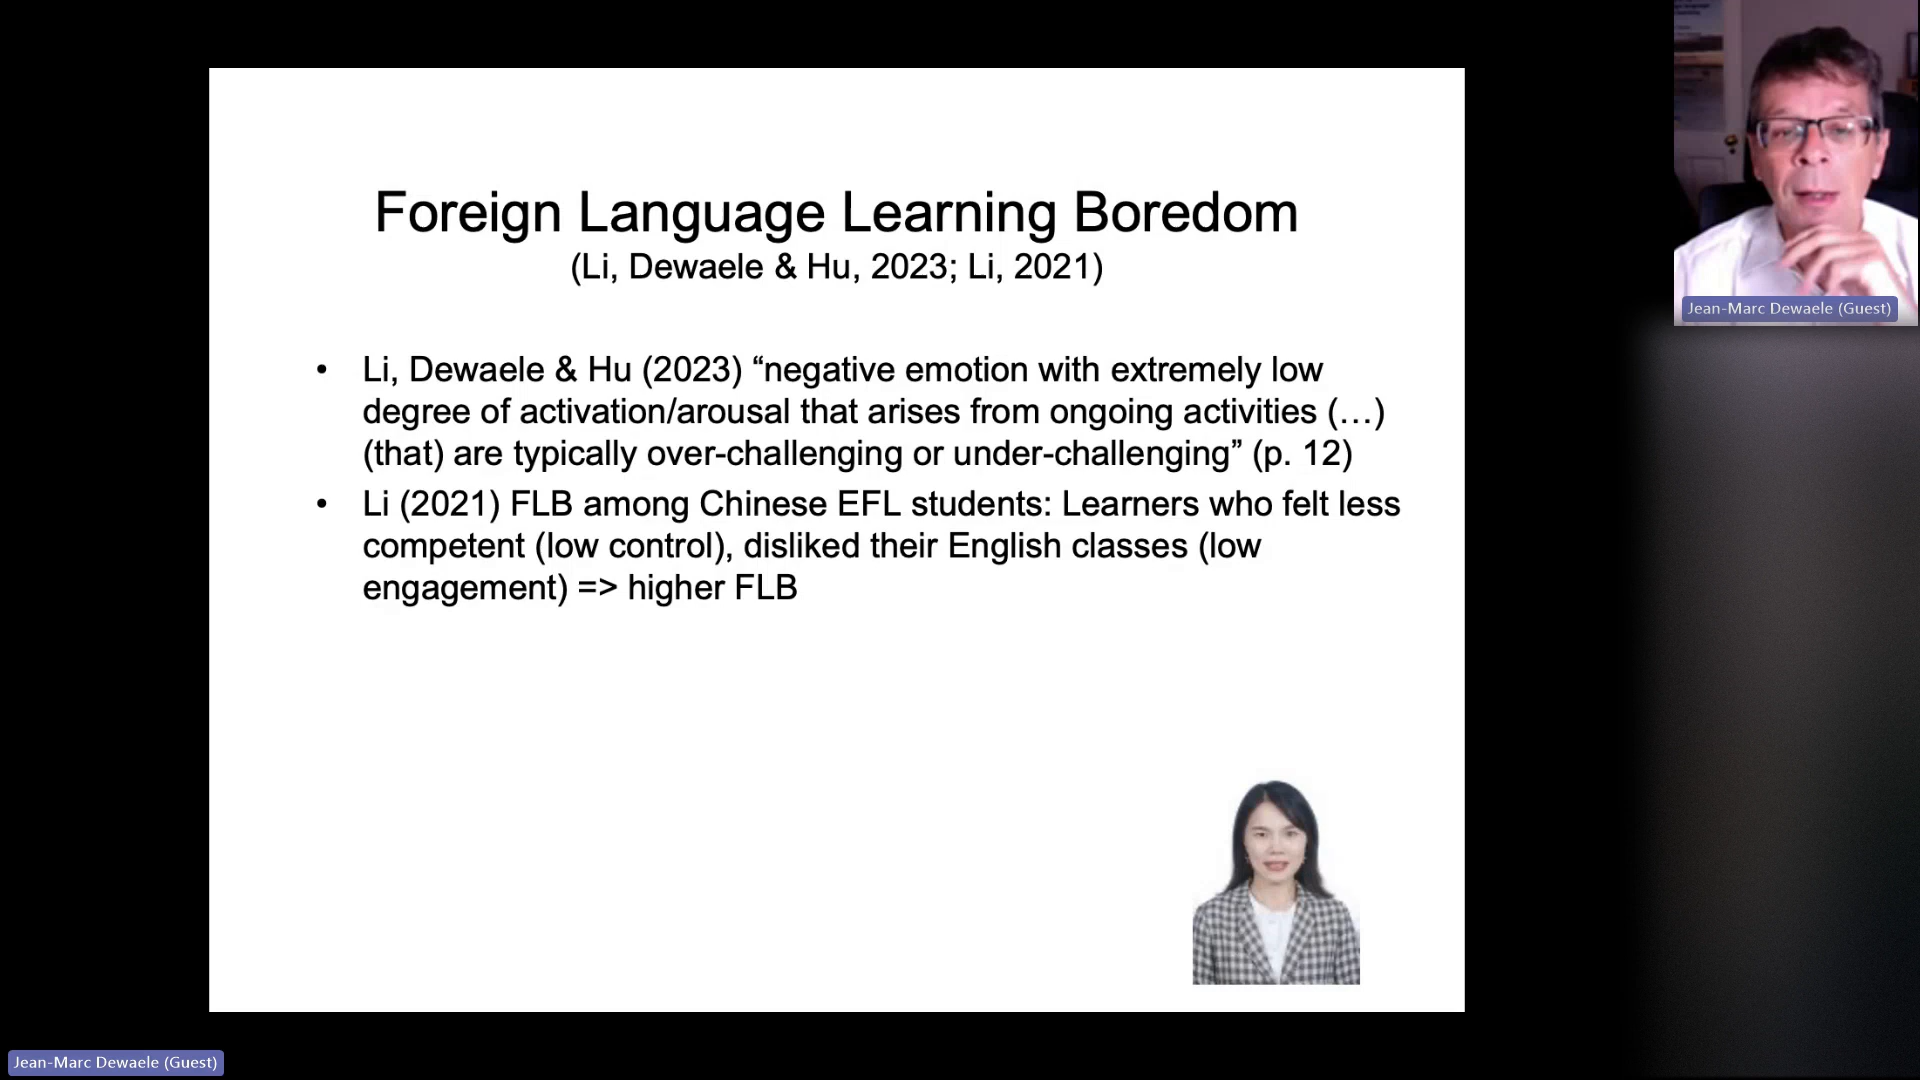 Foreign Language Learning Boredom
(Li, Dewaele & Hu, 2023; Li, 2021)
• Li, Dewaele & Hu (2023) “negative emotion with extremely low
degree of activation/arousal that arises from ongoing activities (…)
(that) are typically over-challenging or under-challenging” (p. 12)
• Li (2021) FLB among Chinese EFL students: Learners who felt less
competent (low control), disliked their English classes (low
engagement) => higher FLB
Jean-Marc Dewaele (Guest)
Jean-Marc Dewaele (Guest)